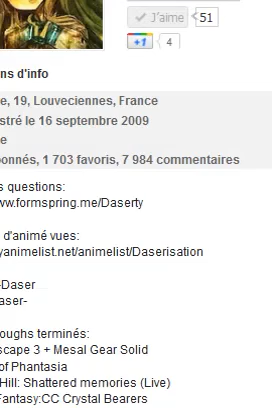 J'aime 51
+1 4
ns d'info
e, 19, Louveciennes, France
stré le 16 septembre 2009
e
onnés, 1 703 favoris, 7 984 commentaires
s questions:
ww.formspring.me/Daserty
d'animé vues:
yanimelist.net/animelist/Daserisation
-Daser
aser-
oughs terminés:
scape 3 + Mesal Gear Solid
of Phantasia
Hill: Shattered memories (Live)
Fantasy:CC Crystal Bearers